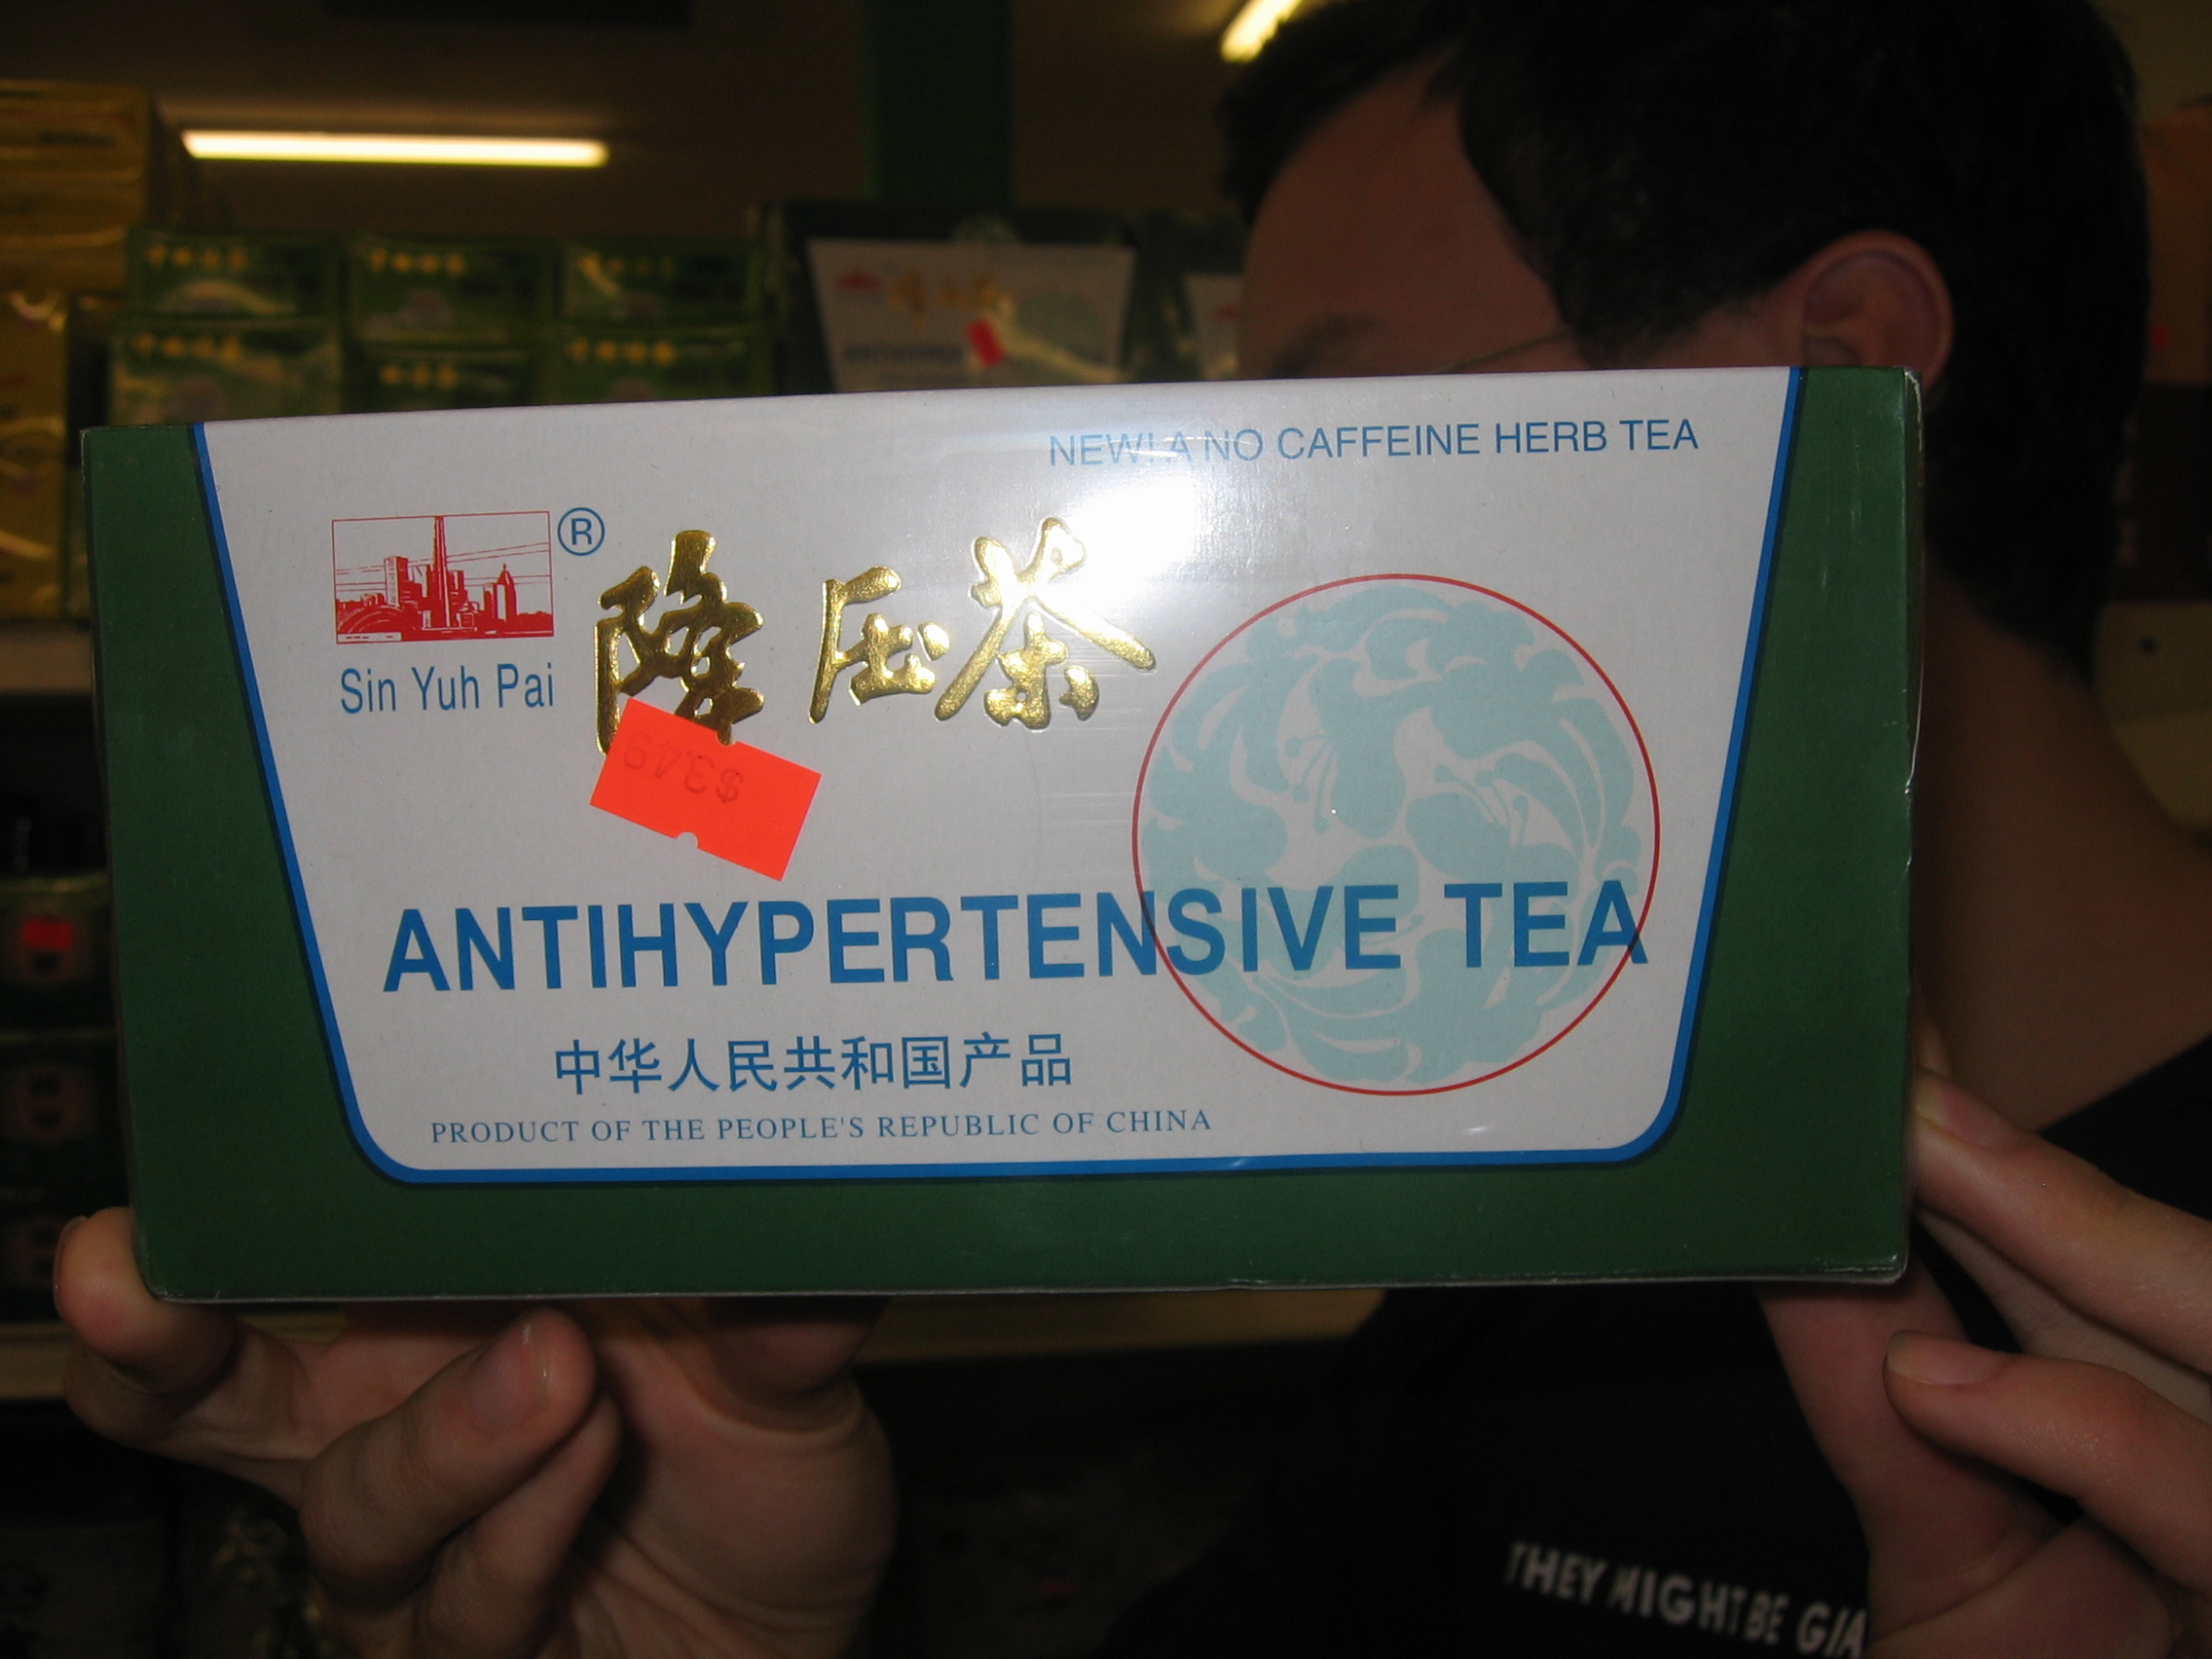 NEW! A NO CAFFEINE HERB TEA
®
降压茶
Sin Yuh Pai
$3.49
ANTIHYPERTENSIVE TEA
中华人民共和国产品
PRODUCT OF THE PEOPLE'S REPUBLIC OF CHINA
THEY MIGHT BE GIA